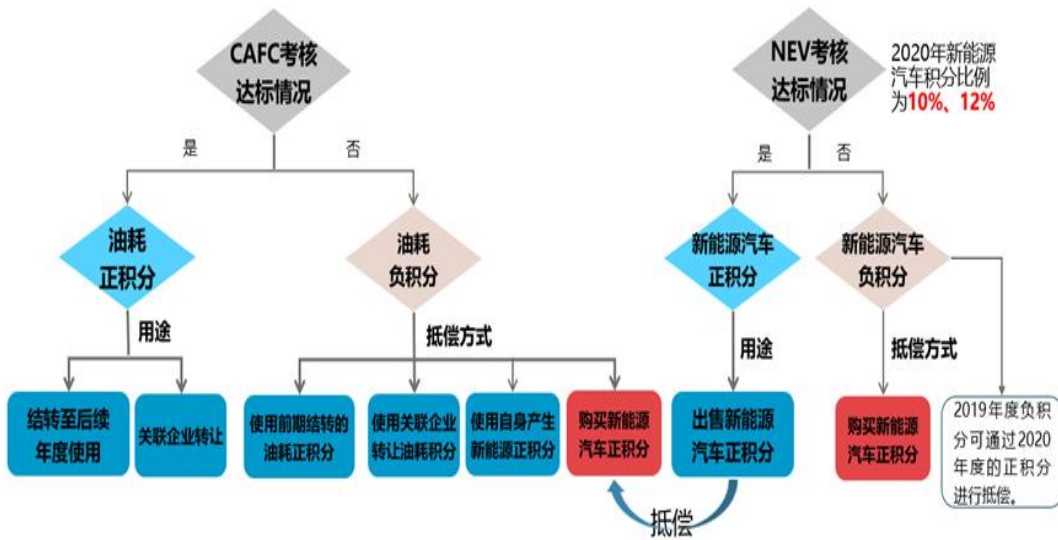 CAFC考核
达标情况
NEV考核
达标情况
2020年新能源
汽车积分比例
为10%、12%
是
否
是
否
油耗
正积分
油耗
负积分
新能源汽车
正积分
新能源汽车
负积分
用途
抵偿方式
用途
抵偿方式
结转至后续
年度使用
关联企业转让
使用前期结转的
油耗正积分
使用关联企业
转让油耗积分
使用自身产生
新能源正积分
购买新能源
汽车正积分
出售新能源
汽车正积分
购买新能源
汽车正积分
2019年度负积
分可通过2020
年度的正积分
进行抵偿。
抵偿